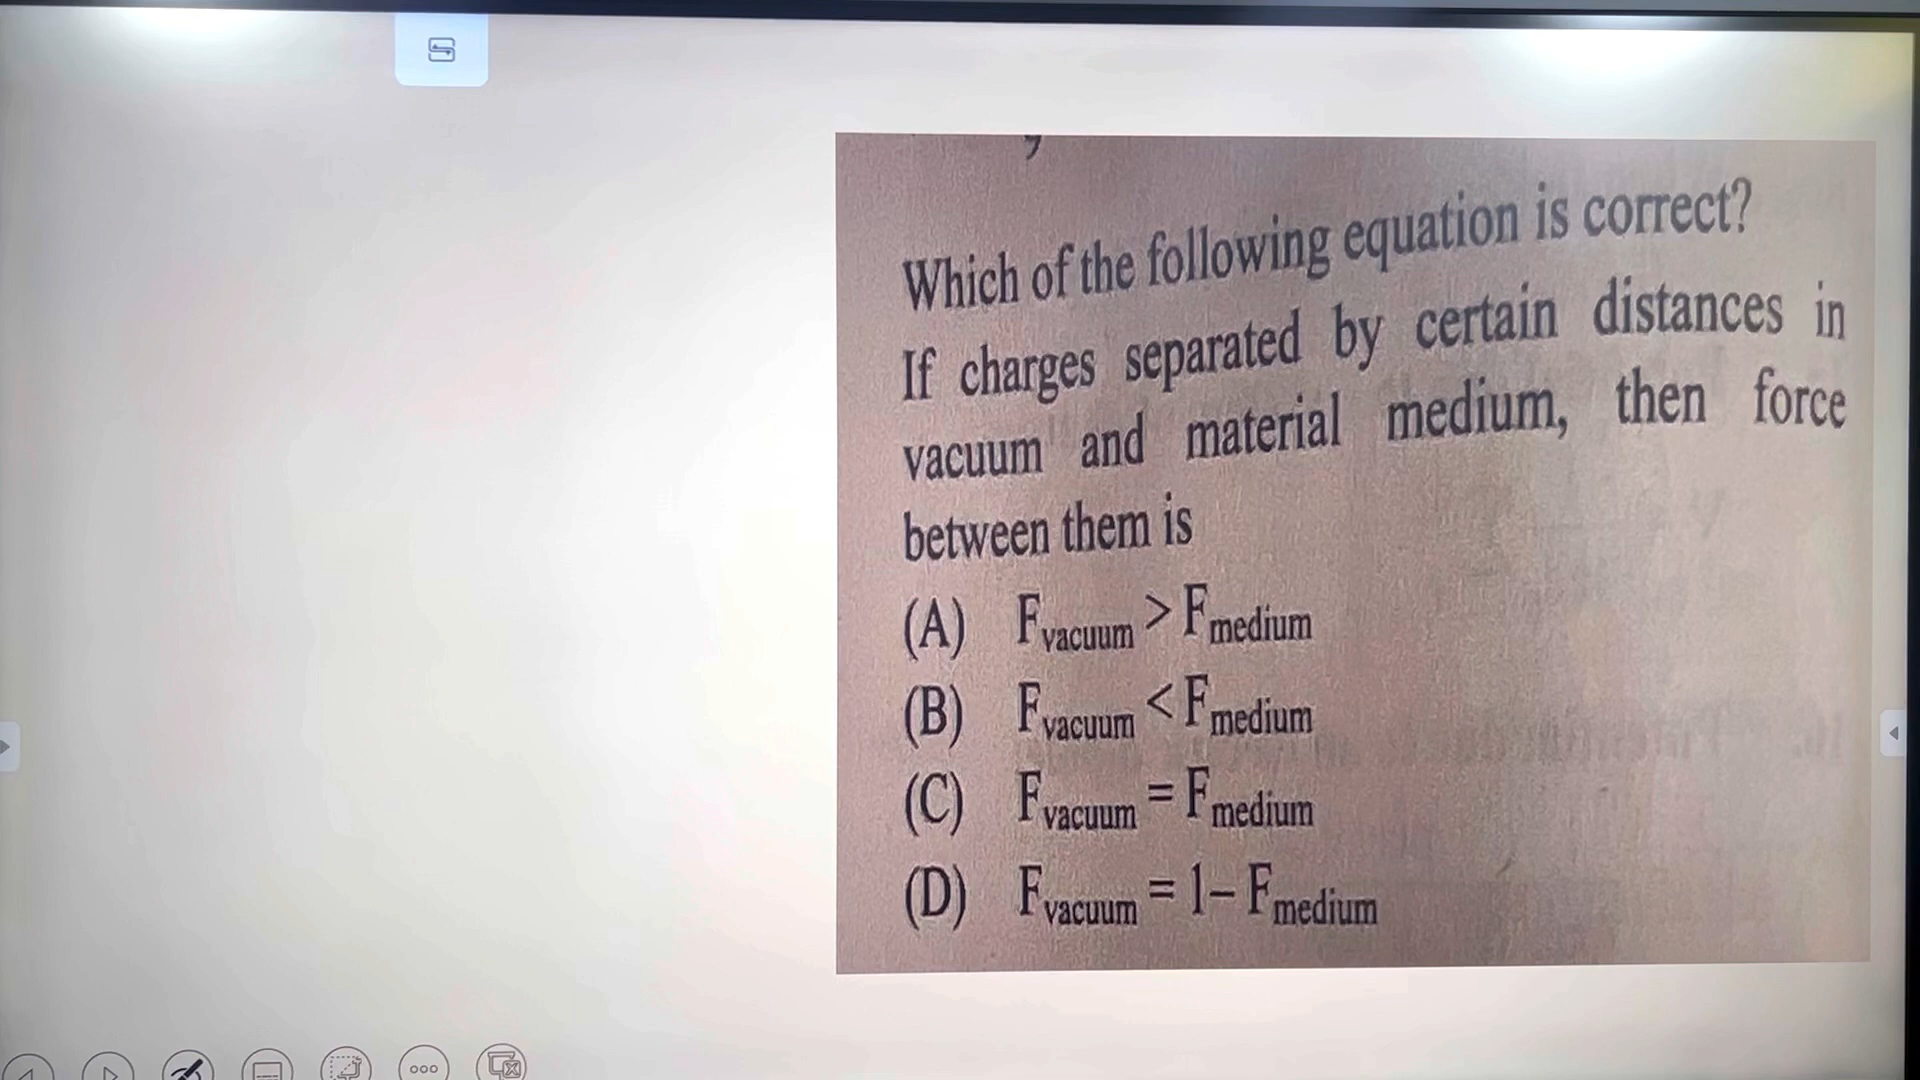 Which of the following equation is correct?
If charges separated by certain distances in
vacuum and material medium, then force
between them is
(A) Fvacuum > Fmedium
(B) Fvacuum < Fmedium
(C) Fvacuum = Fmedium
(D) Fvacuum = 1– Fmedium